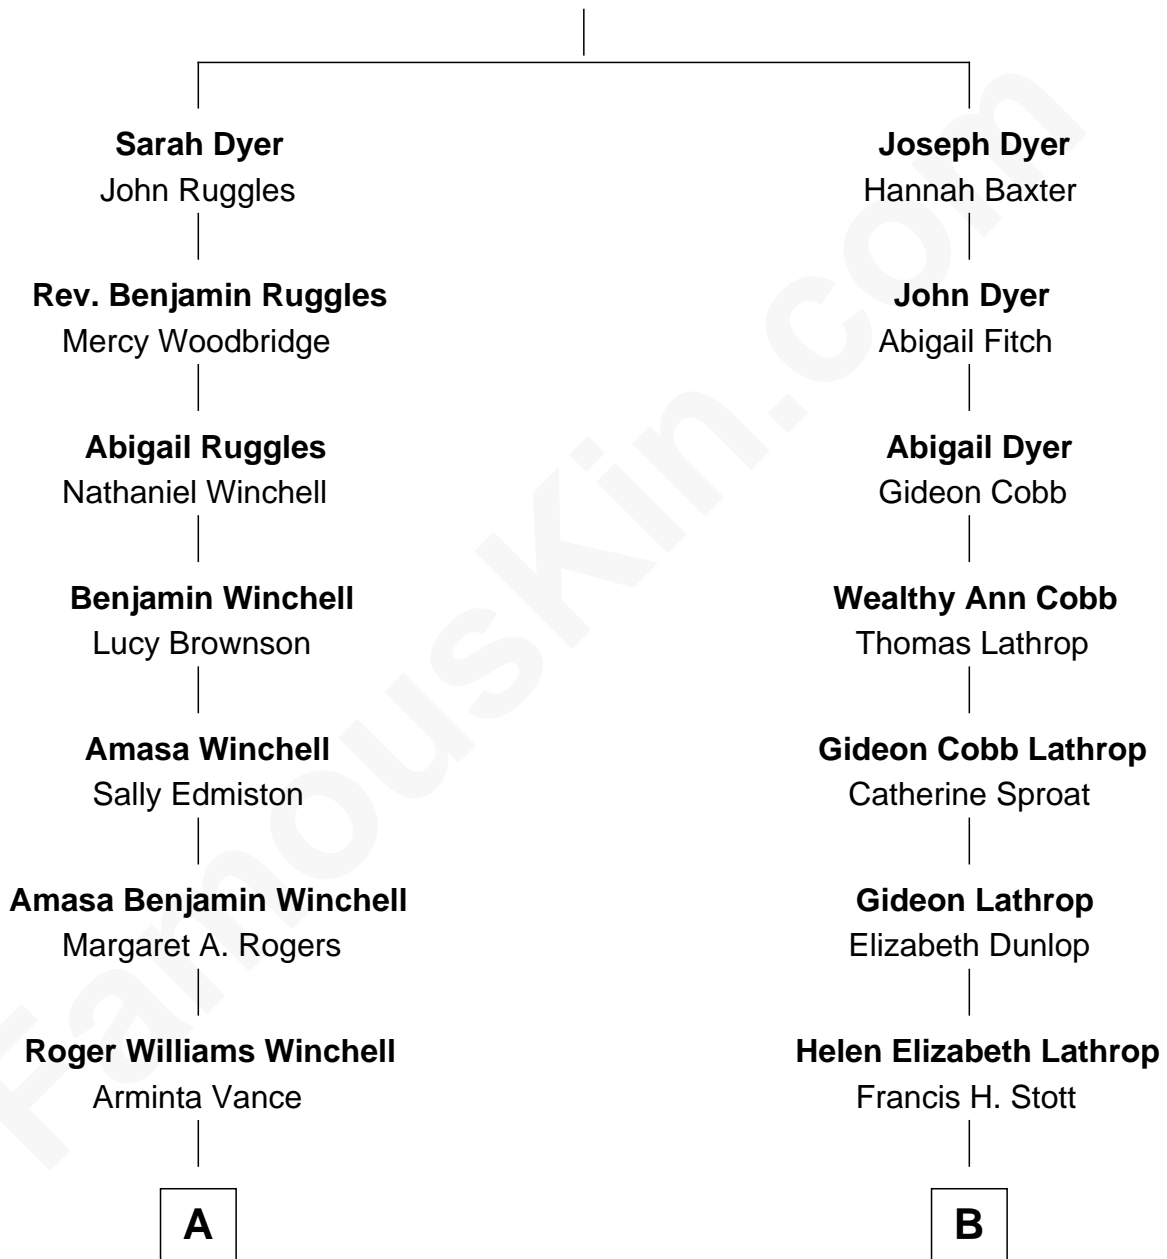 Sarah Dyer
John Ruggles
Rev. Benjamin Ruggles
Mercy Woodbridge
Abigail Ruggles
Nathaniel Winchell
Benjamin Winchell
Lucy Brownson
Amasa Winchell
Sally Edmiston
Amasa Benjamin Winchell
Margaret A. Rogers
Roger Williams Winchell
Arminta Vance
A
Joseph Dyer
Hannah Baxter
John Dyer
Abigail Fitch
Abigail Dyer
Gideon Cobb
Wealthy Ann Cobb
Thomas Lathrop
Gideon Cobb Lathrop
Catherine Sproat
Gideon Lathrop
Elizabeth Dunlop
Helen Elizabeth Lathrop
Francis H. Stott
B
FamousKin.com